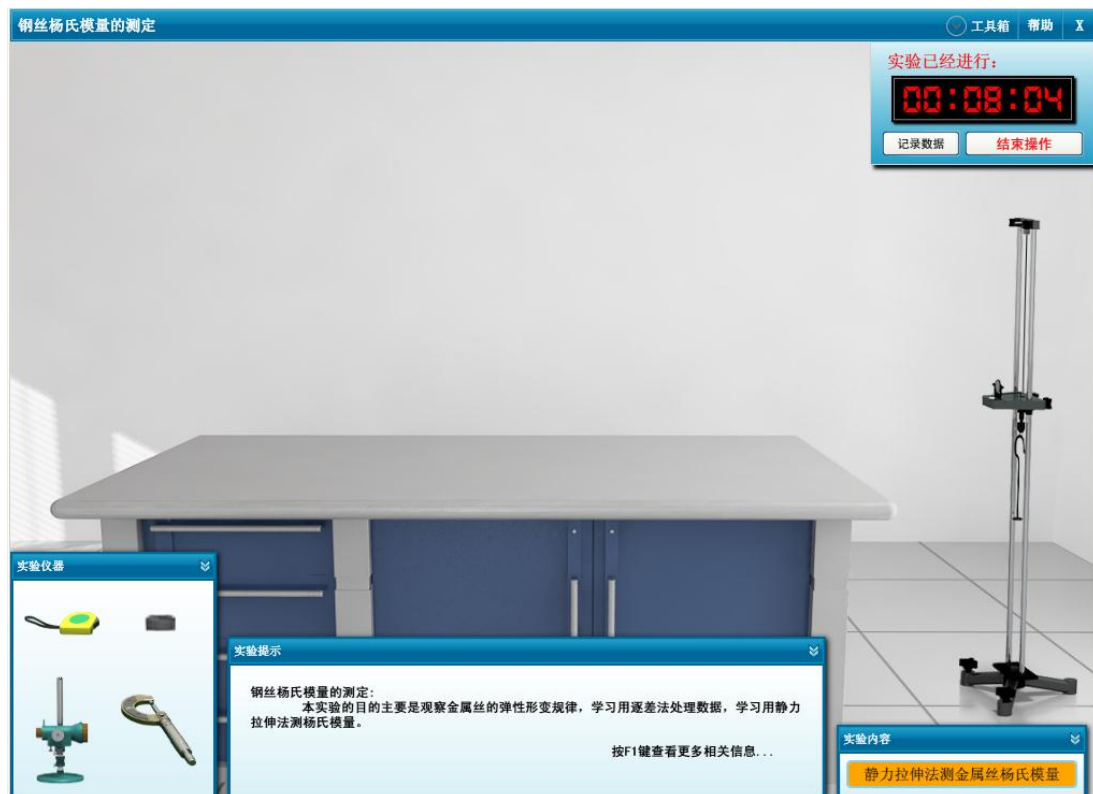 钢丝杨氏模量的测定
工具箱 帮助 X
实验已经进行：
00:08:04
记录数据 结束操作
实验仪器
实验提示
钢丝杨氏模量的测定：
本实验的目的主要是观察金属丝的弹性形变规律，学习用逐差法处理数据，学习用静力
拉伸法测杨氏模量。
按F1键查看更多相关信息...
实验内容
静力拉伸法测金属丝杨氏模量